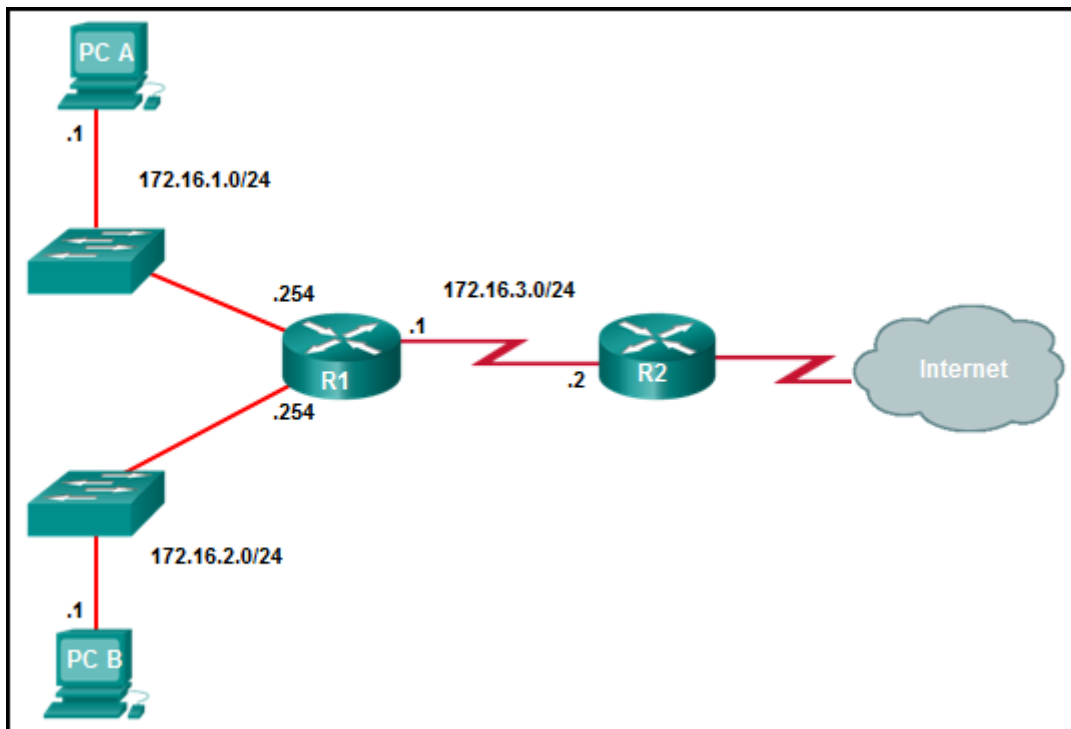 PC A
.1
172.16.1.0/24
.254
172.16.3.0/24
.1
R1
.2
R2
Internet
.254
172.16.2.0/24
.1
PC B